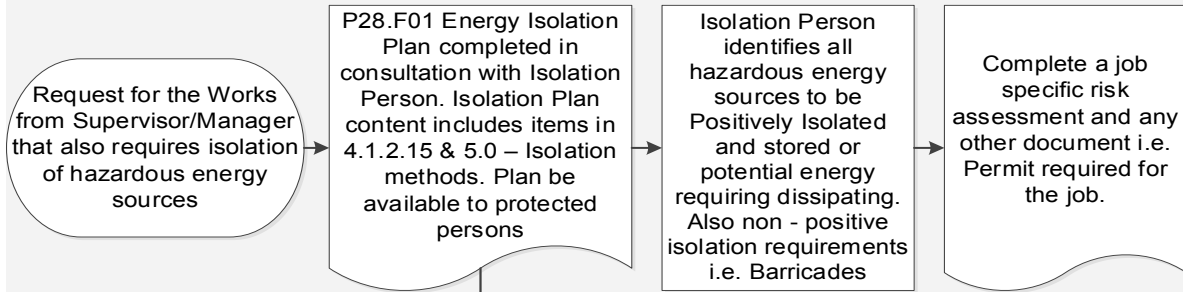 Request for the Works
from Supervisor/Manager
that also requires isolation
of hazardous energy
sources
P28.F01 Energy Isolation
Plan completed in
consultation with Isolation
Person. Isolation Plan
content includes items in
4.1.2.15 & 5.0 – Isolation
methods. Plan be
available to protected
persons
Isolation Person
identifies all
hazardous energy
sources to be
Positively Isolated
and stored or
potential energy
requiring dissipating.
Also non - positive
isolation requirements
i.e. Barricades
Complete a job
specific risk
assessment and any
other document i.e.
Permit required for
the job.